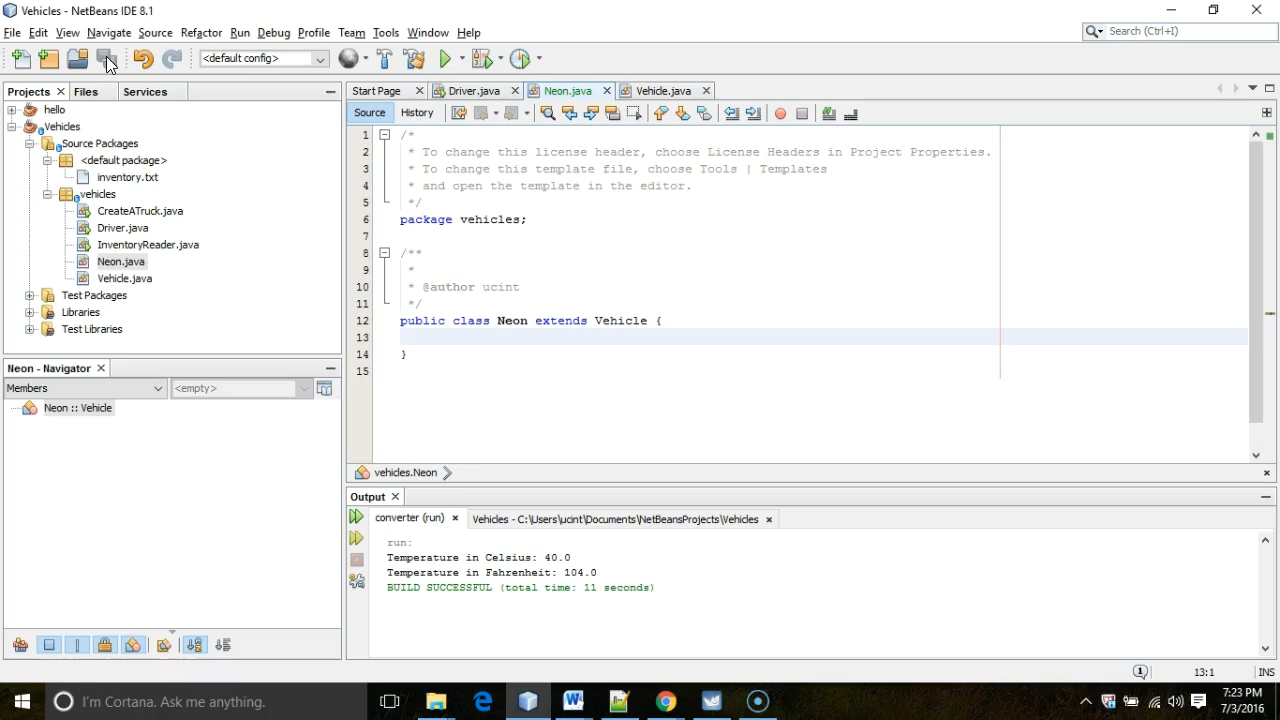 Vehicles - NetBeans IDE 8.1
File Edit View Navigate Source Refactor Run Debug Profile Team Tools Window Help
Search (Ctrl+I)
<default config>
Projects Files Services
Start Page Driver.java Neon.java Vehicle.java
Source History
hello
Vehicles
Source Packages
<default package>
inventory.txt
vehicles
CreateATruck.java
Driver.java
InventoryReader.java
Neon.java
Vehicle.java
Test Packages
Libraries
Test Libraries
1 /*
2 * To change this license header, choose License Headers in Project Properties.
3 * To change this template file, choose Tools | Templates
4 * and open the template in the editor.
5 */
6 package vehicles;
7
8 /**
9 *
10 * @author ucint
11 */
12 public class Neon extends Vehicle {
13
14 }
15
Neon - Navigator
Members <empty>
Neon :: Vehicle
vehicles.Neon
Output
converter (run) Vehicles - C:\Users\ucint\Documents\NetBeansProjects\Vehicles
run:
Temperature in Celsius: 40.0
Temperature in Fahrenheit: 104.0
BUILD SUCCESSFUL (total time: 11 seconds)
13:1 INS
I'm Cortana. Ask me anything.
7:23 PM
7/3/2016